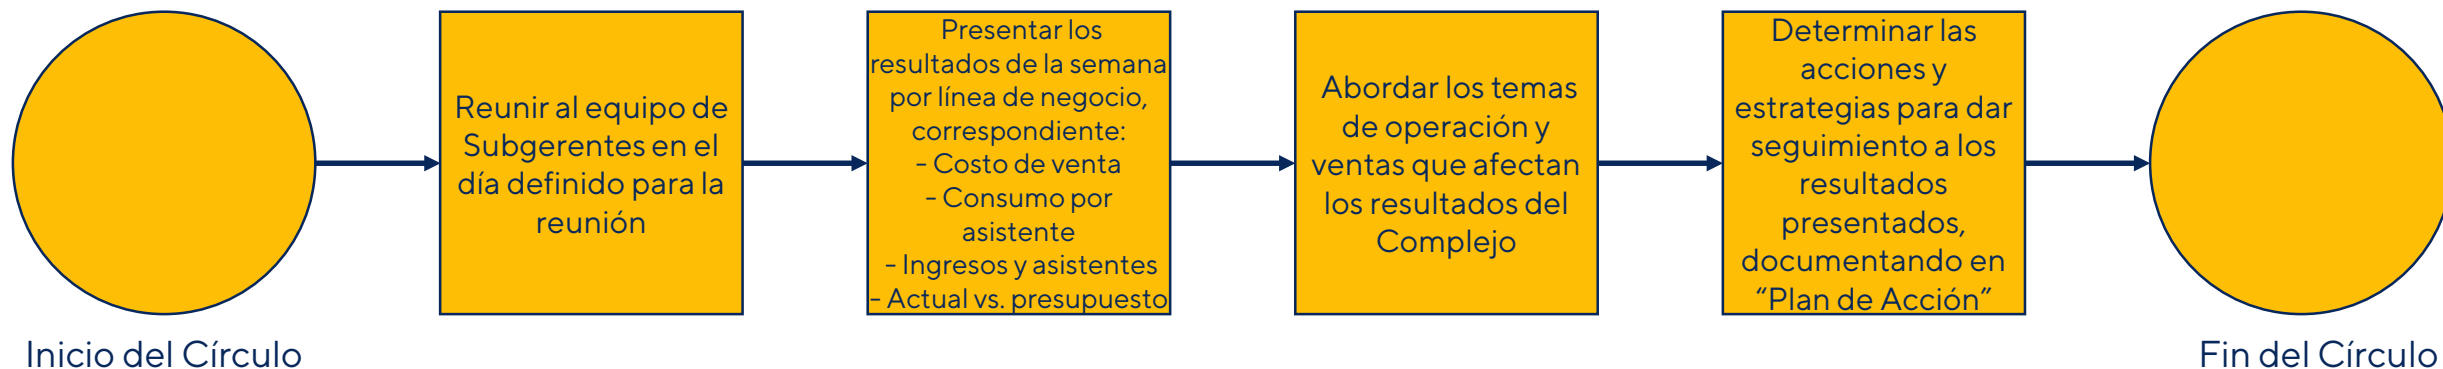 Reunir al equipo de
Subgerentes en el
día definido para la
reunión
Presentar los
resultados de la semana
por línea de negocio,
correspondiente:
- Costo de venta
- Consumo por
asistente
- Ingresos y asistentes
- Actual vs. presupuesto
Abordar los temas
de operación y
ventas que afectan
los resultados del
Complejo
Determinar las
acciones y
estrategias para dar
seguimiento a los
resultados
presentados,
documentando en
“Plan de Acción”
Inicio del Círculo
Fin del Círculo